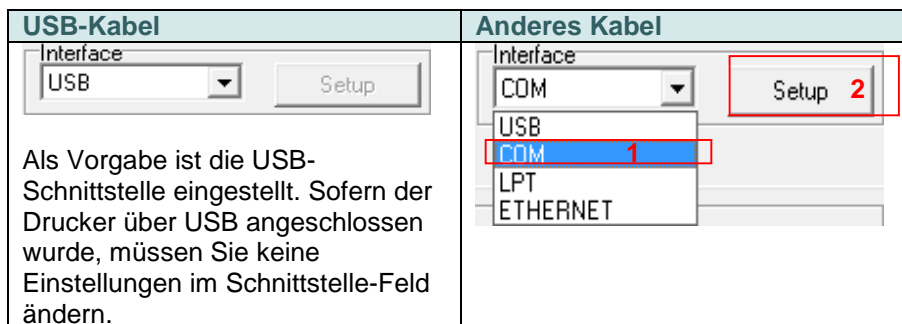 USB-Kabel
Interface
USB
Setup
Als Vorgabe ist die USB-
Schnittstelle eingestellt. Sofern der
Drucker über USB angeschlossen
wurde, müssen Sie keine
Einstellungen im Schnittstelle-Feld
ändern.
Anderes Kabel
Interface
COM
Setup 2
USB
COM 1
LPT
ETHERNET